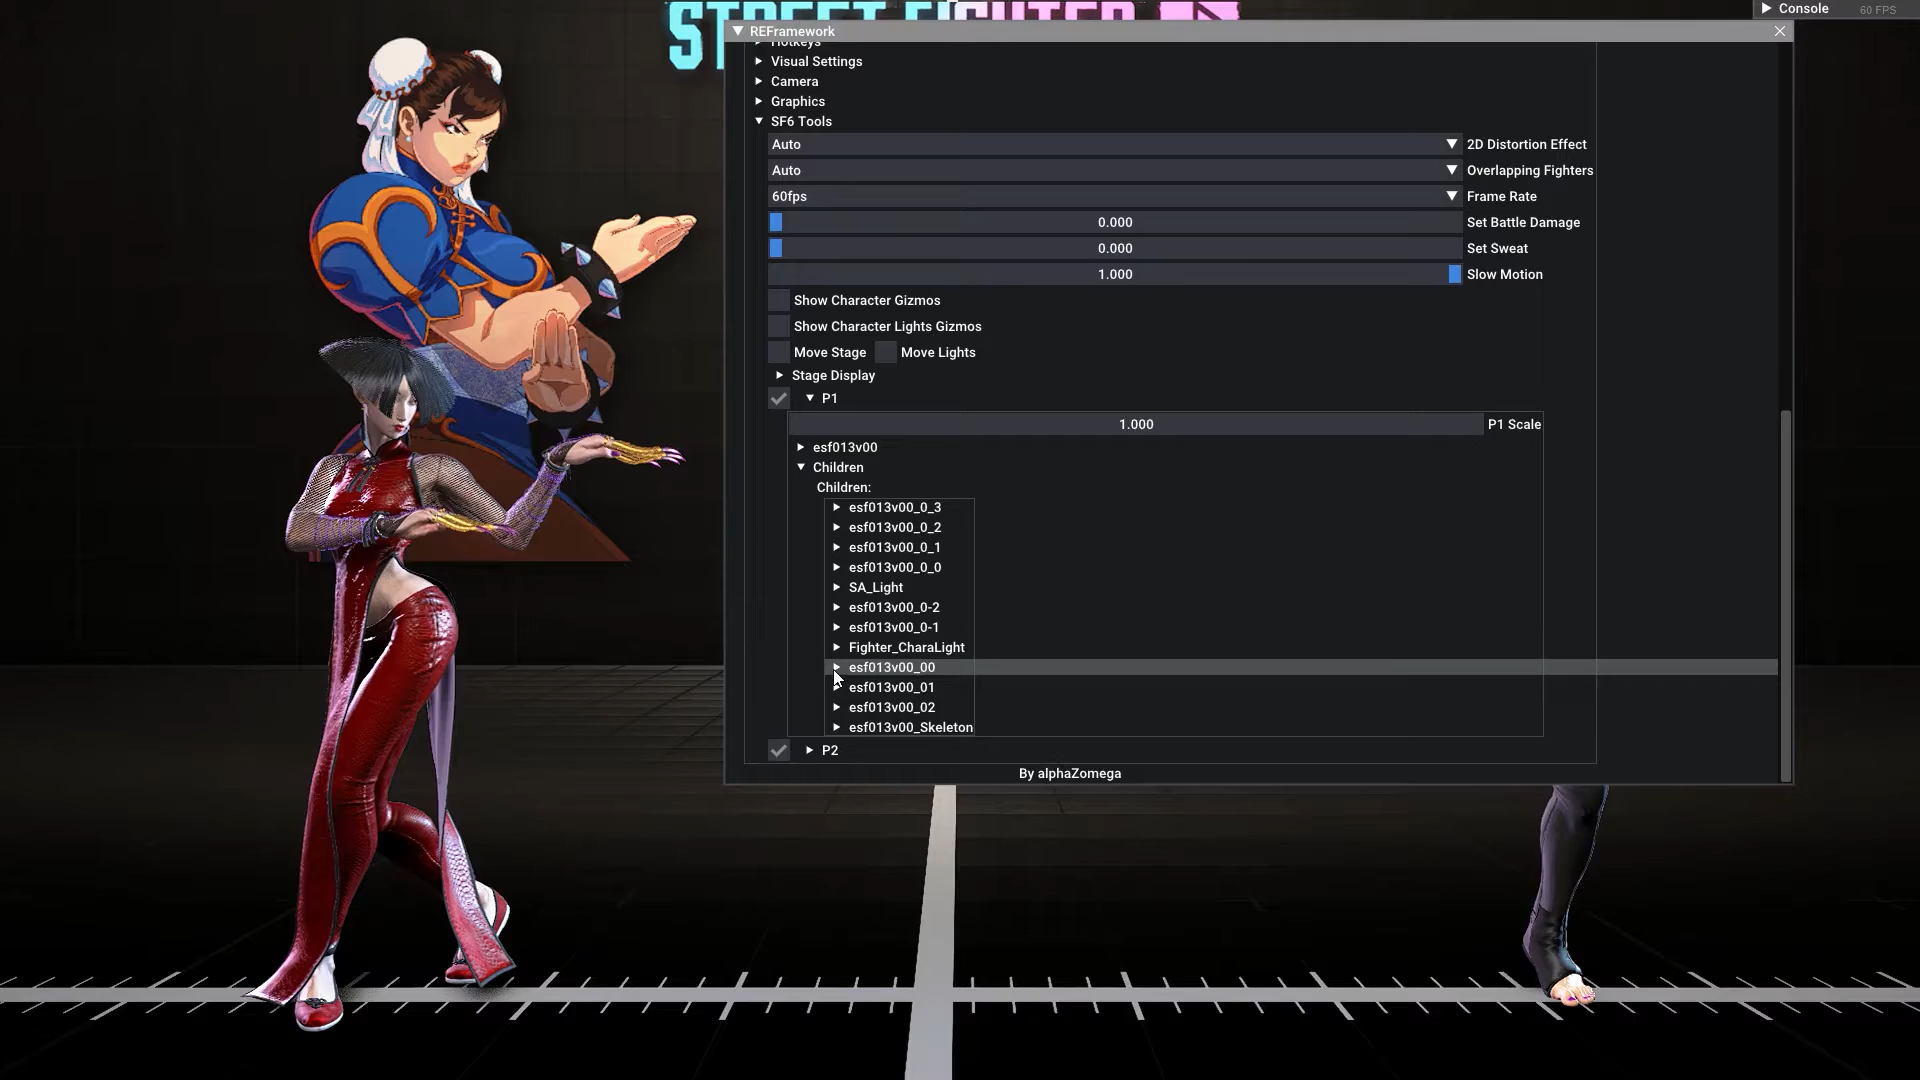 STREET FIGHTER
Console
60 FPS
REFramework
Hotkeys
Visual Settings
Camera
Graphics
SF6 Tools
Auto
2D Distortion Effect
Auto
Overlapping Fighters
60fps
Frame Rate
0.000
Set Battle Damage
0.000
Set Sweat
1.000
Slow Motion
Show Character Gizmos
Show Character Lights Gizmos
Move Stage
Move Lights
Stage Display
P1
1.000
P1 Scale
esf013v00
Children
Children:
esf013v00_0_3
esf013v00_0_2
esf013v00_0_1
esf013v00_0_0
SA_Light
esf013v00_0-2
esf013v00_0-1
Fighter_CharaLight
esf013v00_00
esf013v00_01
esf013v00_02
esf013v00_Skeleton
P2
By alphaZomega